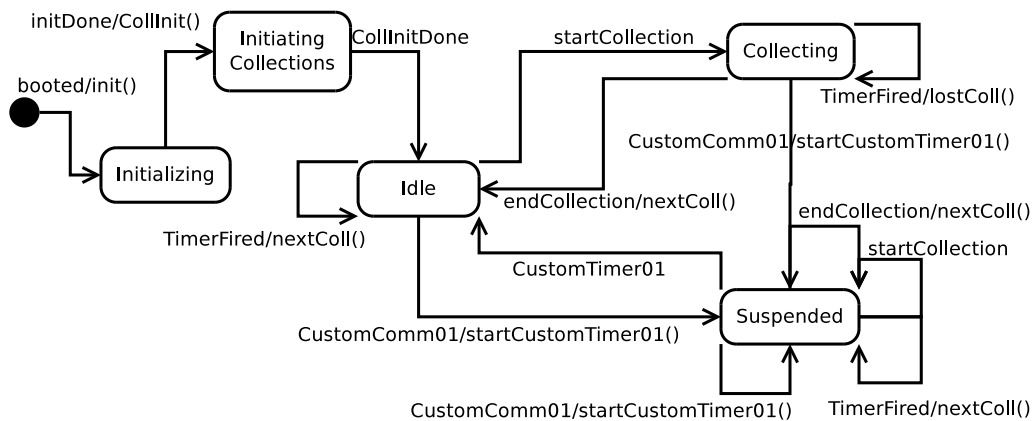 initDone/CollInit()
Initiating
Collections
CollInitDone
startCollection
Collecting
booted/init()
TimerFired/lostColl()
CustomComm01/startCustomTimer01()
Initializing
Idle
endCollection/nextColl()
endCollection/nextColl()
TimerFired/nextColl()
startCollection
CustomTimer01
Suspended
CustomComm01/startCustomTimer01()
CustomComm01/startCustomTimer01()
TimerFired/nextColl()